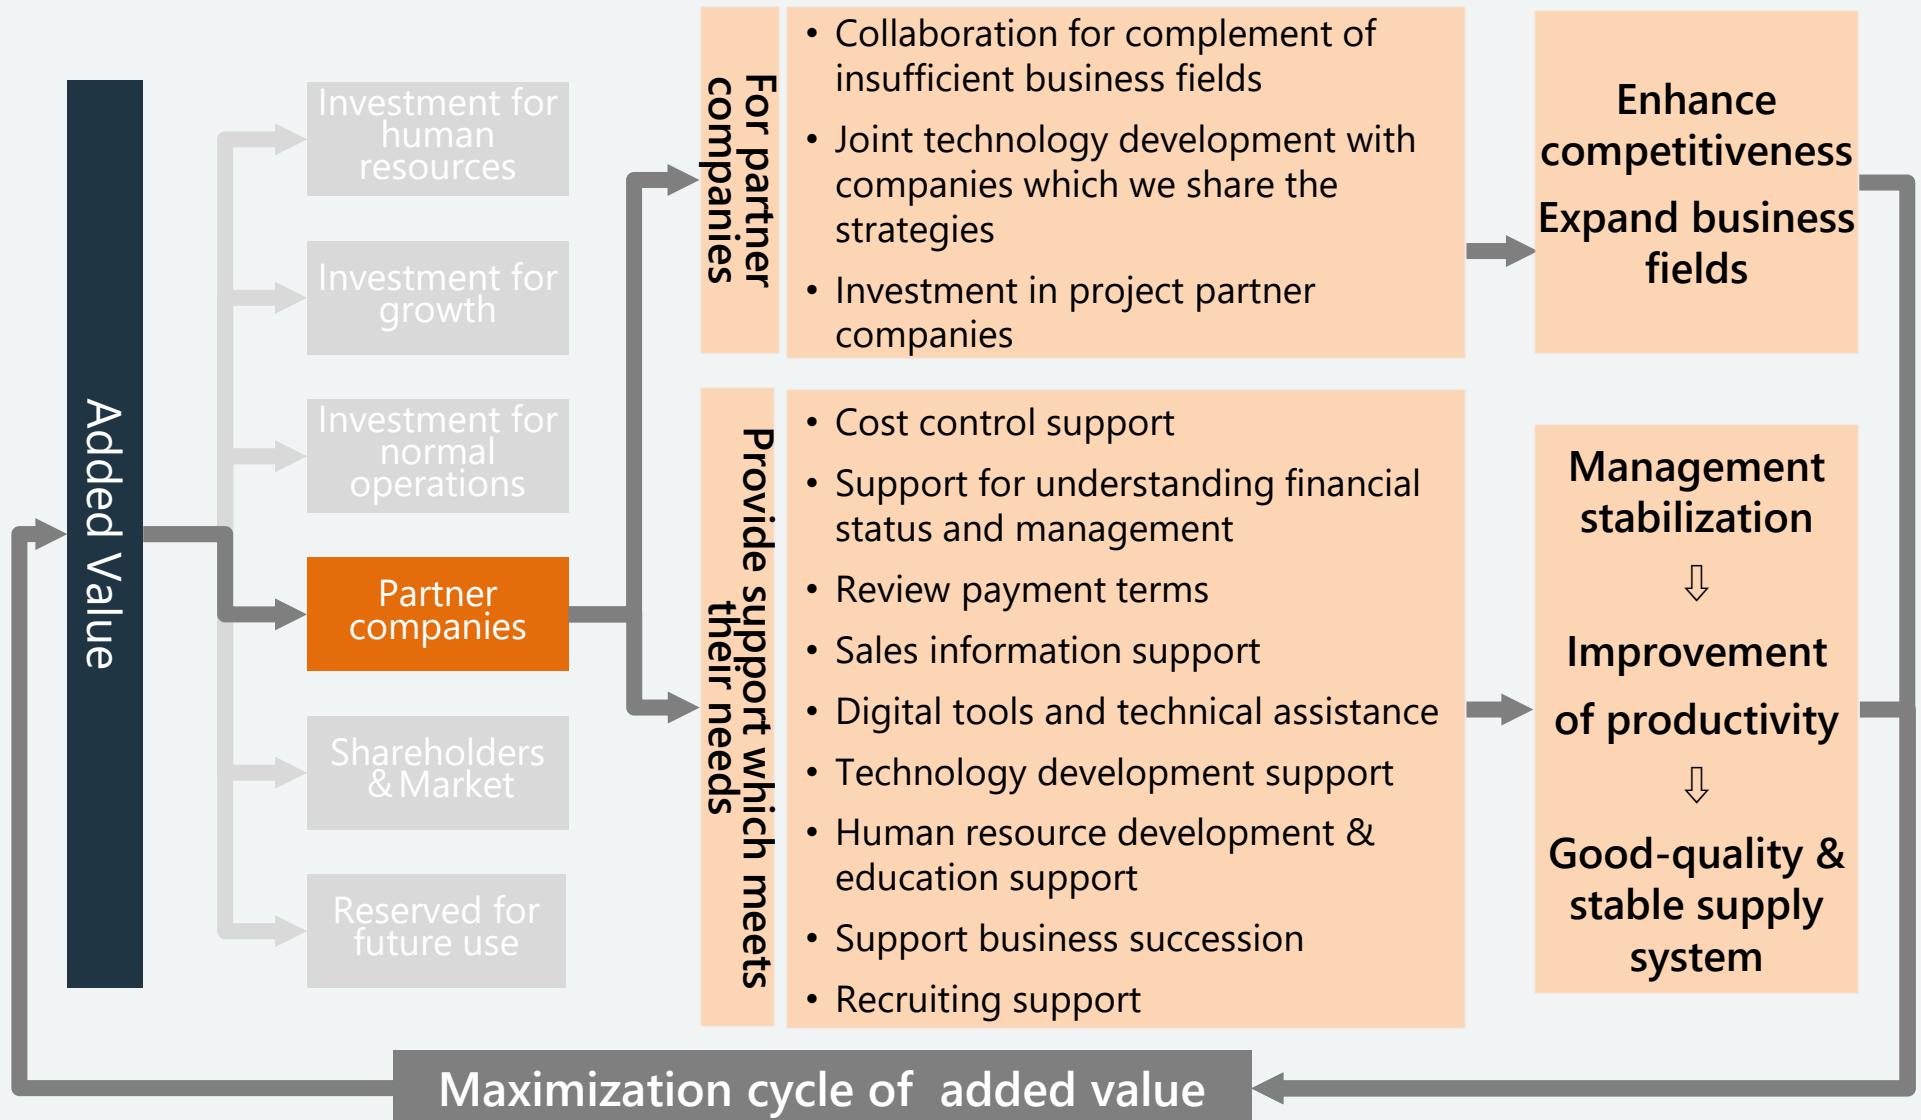 Added Value
Investment for
human
resources
Investment for
growth
Investment for
normal
operations
Partner
companies
Shareholders
& Market
Reserved for
future use
For partner
companies
• Collaboration for complement of
insufficient business fields
• Joint technology development with
companies which we share the
strategies
• Investment in project partner
companies
Enhance
competitiveness
Expand business
fields
Provide support which meets
their needs
• Cost control support
• Support for understanding financial
status and management
• Review payment terms
• Sales information support
• Digital tools and technical assistance
• Technology development support
• Human resource development &
education support
• Support business succession
• Recruiting support
Management
stabilization
⇩
Improvement
of productivity
⇩
Good-quality &
stable supply
system
Maximization cycle of added value